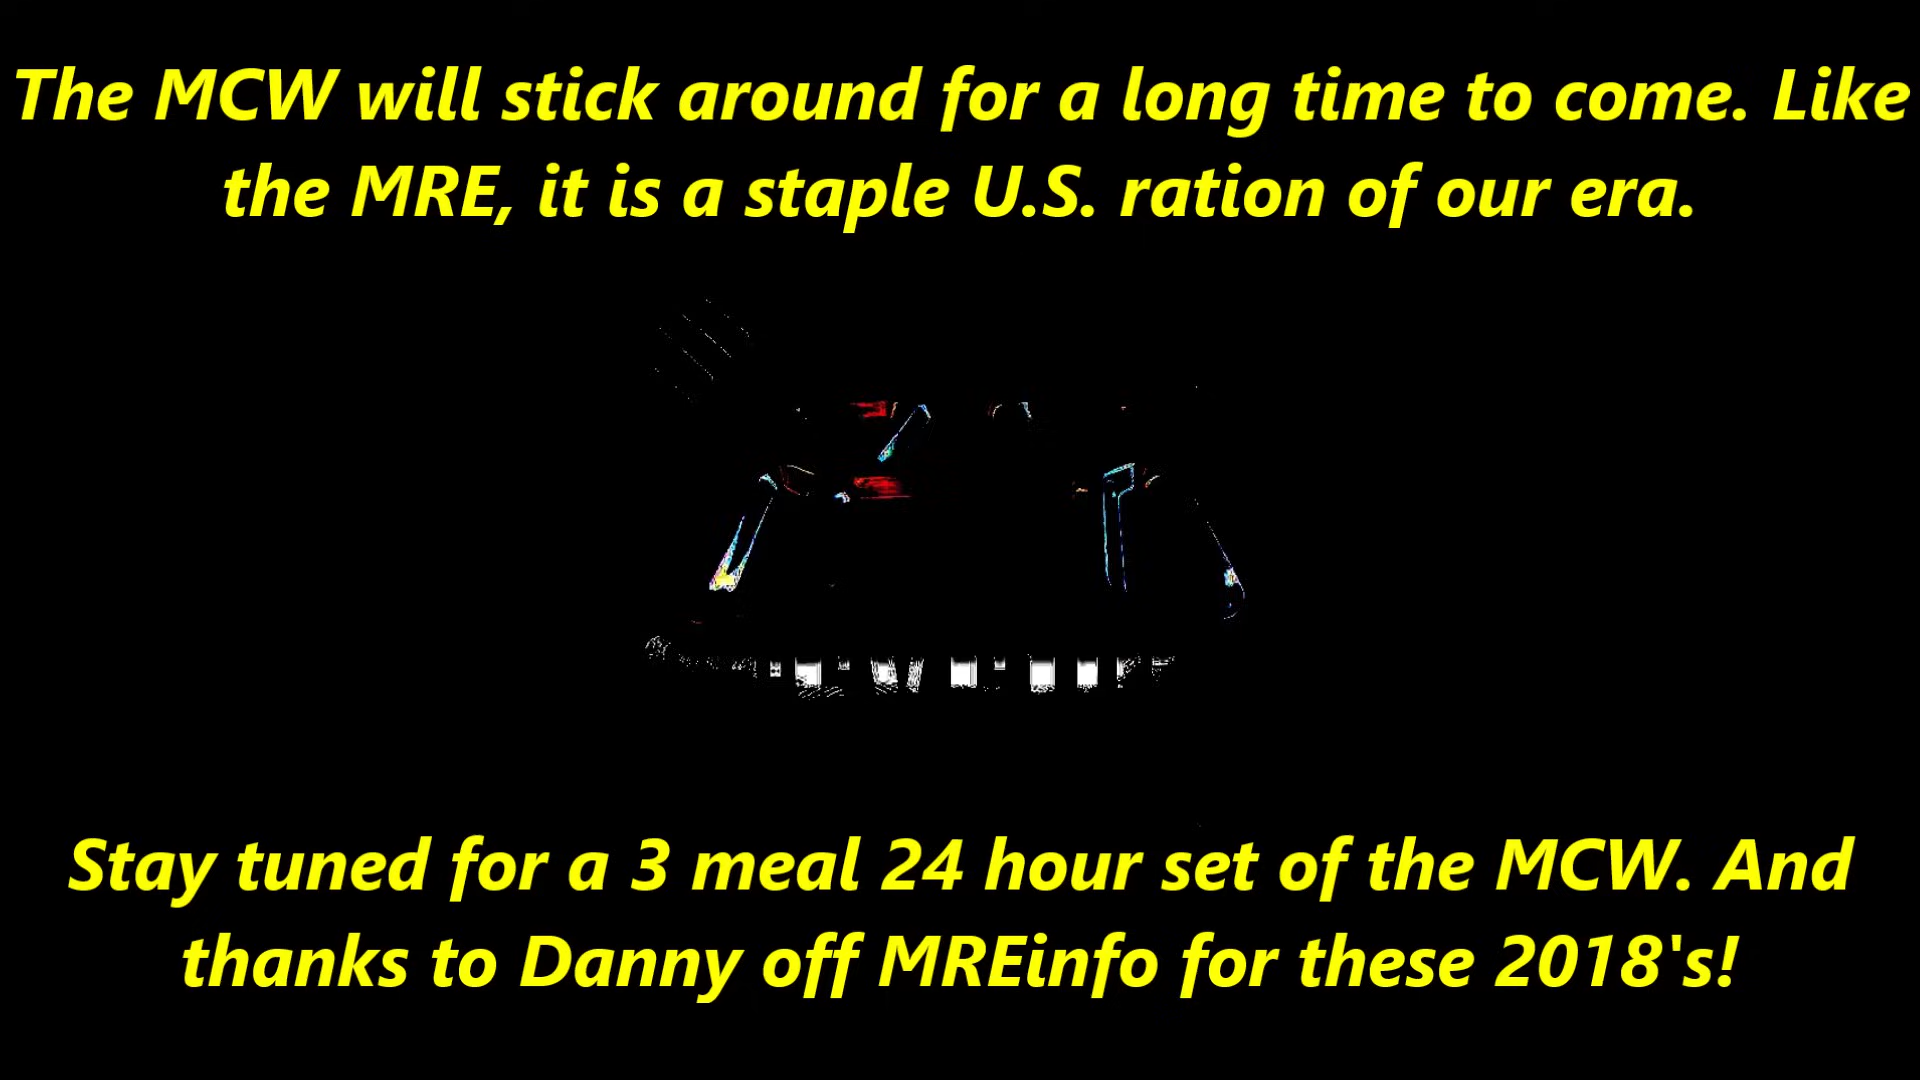 The MCW will stick around for a long time to come. Like
the MRE, it is a staple U.S. ration of our era.
Stay tuned for a 3 meal 24 hour set of the MCW. And
thanks to Danny off MREinfo for these 2018's!